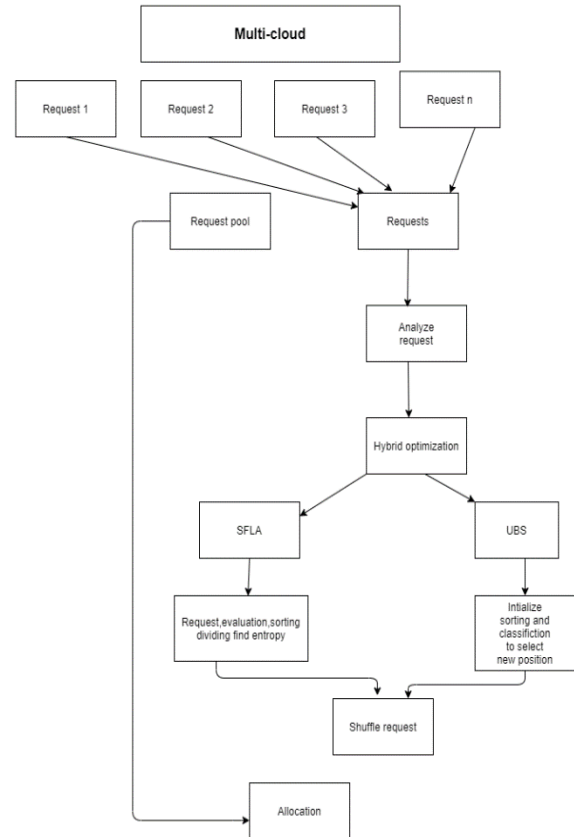 Multi-cloud
Request 1
Request 2
Request 3
Request n
Request pool
Requests
Analyze
request
Hybrid optimization
SFLA
UBS
Request,evaluation,sorting
dividing find entropy
Intialize
sorting and
classifiction
to select
new position
Shuffle request
Allocation